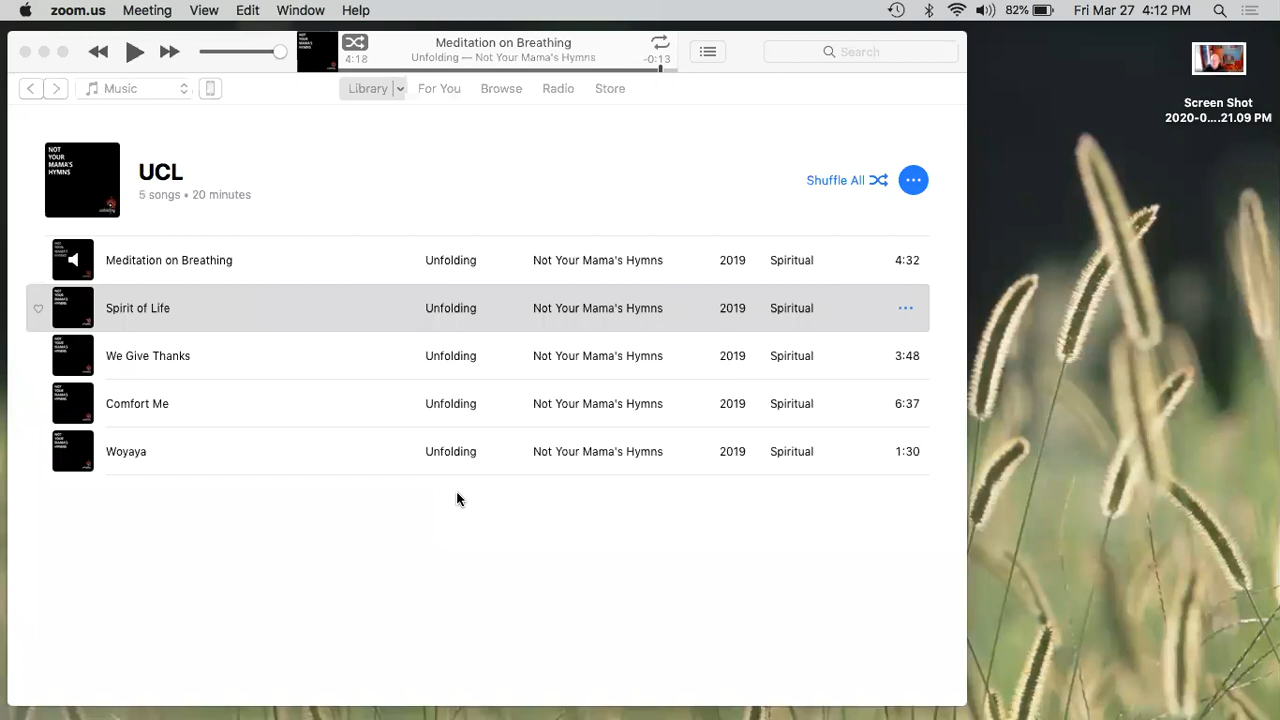 zoom.us Meeting View Edit Window Help 82% Fri Mar 27 4:12 PM
Meditation on Breathing
4:18 Unfolding — Not Your Mama's Hymns -0:13
Search
Music Library For You Browse Radio Store
Screen Shot
2020-0....21.09 PM
NOT
YOUR
MAMA'S
HYMNS
UCL
5 songs • 20 minutes
Shuffle All
Meditation on Breathing Unfolding Not Your Mama's Hymns 2019 Spiritual 4:32
Spirit of Life Unfolding Not Your Mama's Hymns 2019 Spiritual
We Give Thanks Unfolding Not Your Mama's Hymns 2019 Spiritual 3:48
Comfort Me Unfolding Not Your Mama's Hymns 2019 Spiritual 6:37
Woyaya Unfolding Not Your Mama's Hymns 2019 Spiritual 1:30